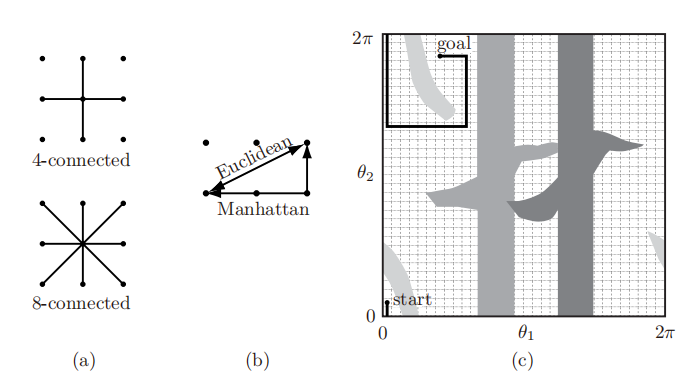 4-connected
8-connected
(a)
Euclidean
Manhattan
(b)
2π
goal
θ2
start
0
0
θ1
2π
(c)